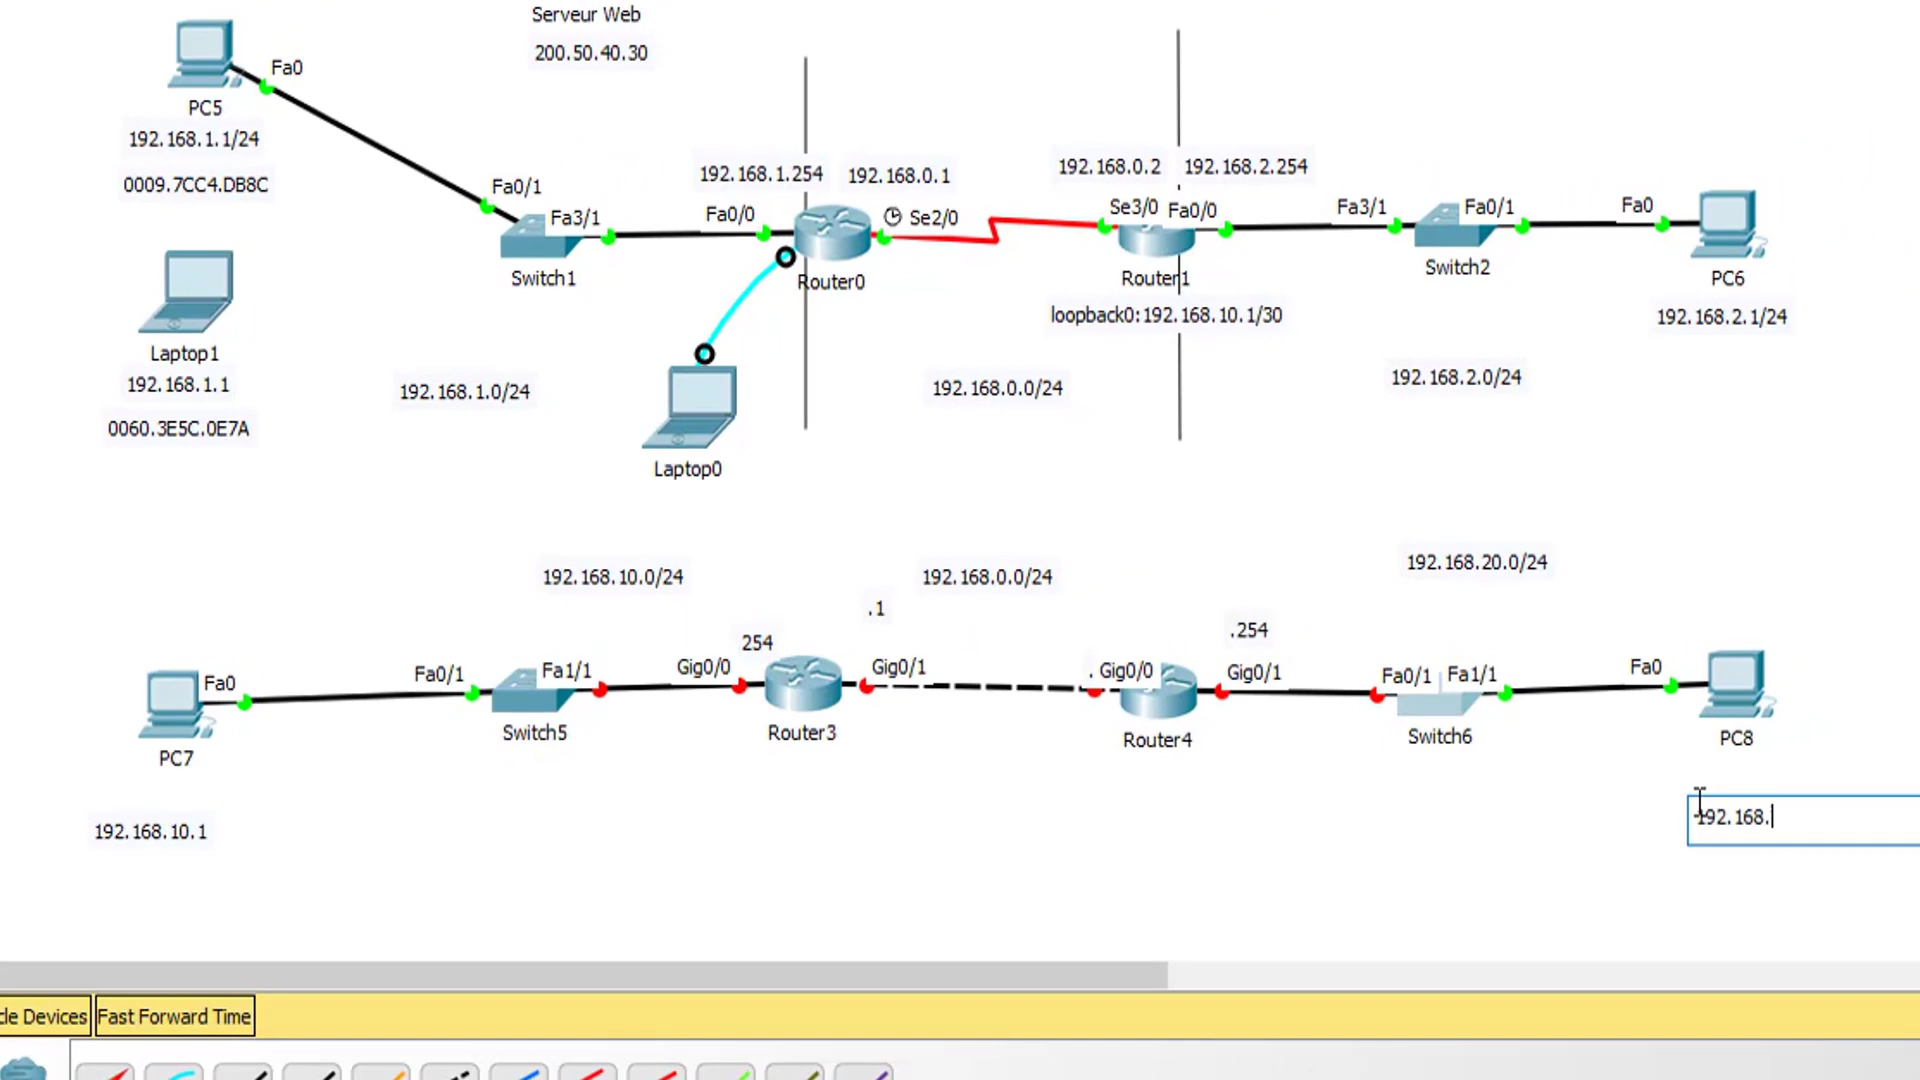 Serveur Web
200.50.40.30
Fa0
PC5
192.168.1.1/24
0009.7CC4.DB8C
Fa0/1
Fa3/1
Switch1
192.168.1.254
192.168.0.1
Fa0/0
Se2/0
Router0
192.168.0.2
192.168.2.254
Se3/0
Fa0/0
Router1
loopback0:192.168.10.1/30
Fa3/1
Fa0/1
Switch2
Fa0
PC6
192.168.2.1/24
Laptop1
192.168.1.1
0060.3E5C.0E7A
192.168.1.0/24
Laptop0
192.168.0.0/24
192.168.2.0/24
192.168.10.0/24
192.168.0.0/24
192.168.20.0/24
.1
254
.254
Fa0
PC7
Fa0/1
Fa1/1
Switch5
Gig0/0
Gig0/1
Router3
. Gig0/0
Gig0/1
Router4
Fa0/1
Fa1/1
Switch6
Fa0
PC8
192.168.10.1
192.168.
cle Devices
Fast Forward Time